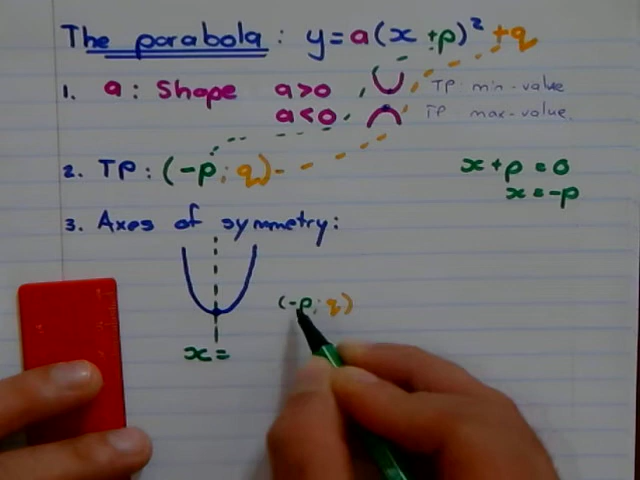 The parabola: y=a(x+p)² +q
1. a: Shape a>0 TP min-value
a<0 TP max-value.
2. TP: (-p; q)
x+p=0
x=-p
3. Axes of symmetry:
(-p; q)
x=